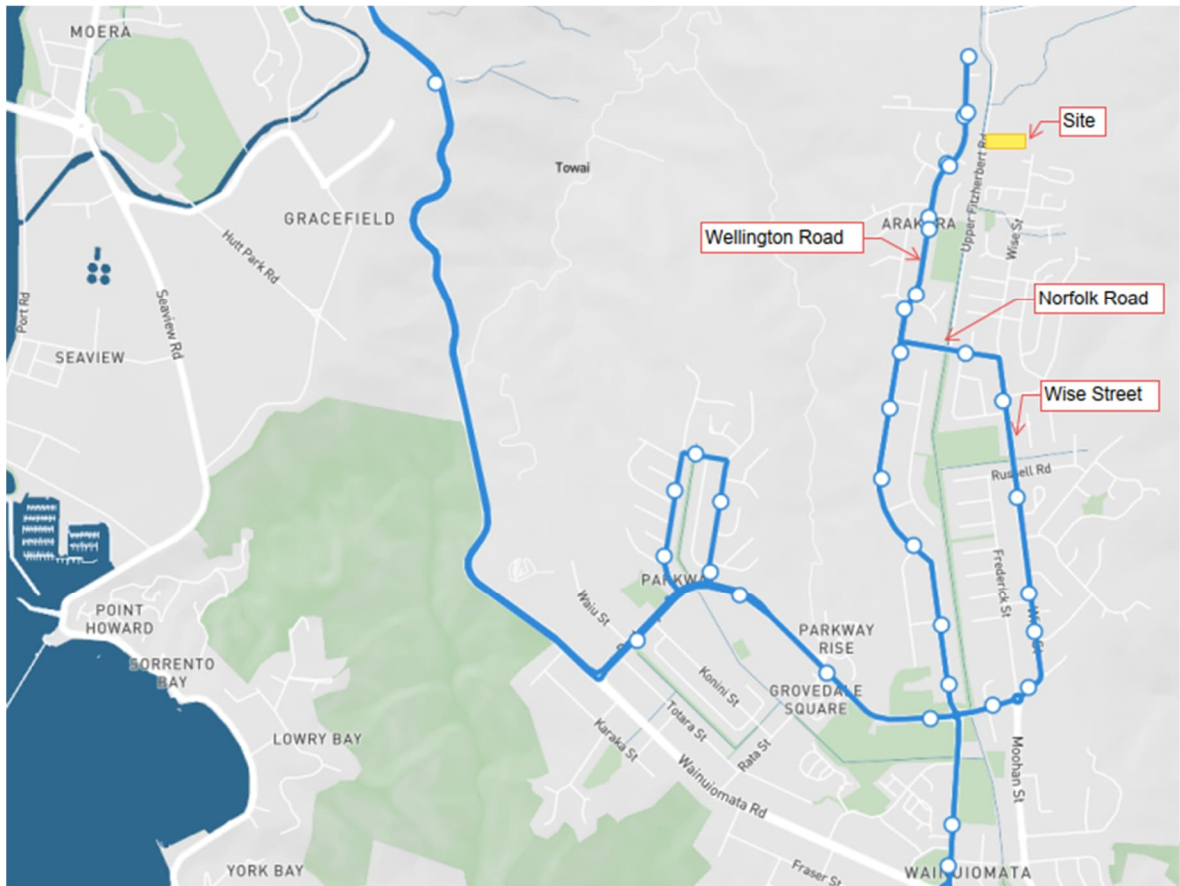 MOERA
Site
Towai
Upper Fitzherbert Rd
GRACEFIELD
Wellington Road
ARAKURA
Wise St
Hutt Park Rd
Port Rd
Seaview Rd
Norfolk Road
SEAVIEW
Wise Street
Russell Rd
Frederick St
PARKWAY
Waiu St
POINT
HOWARD
PARKWAY
RISE
Wise St
SORRENTO
BAY
Konini St
GROVEDALE
SQUARE
Totara St
Karaka St
Rata St
LOWRY BAY
Moohan St
Wainuiomata Rd
YORK BAY
Fraser St
WAINUIOMATA